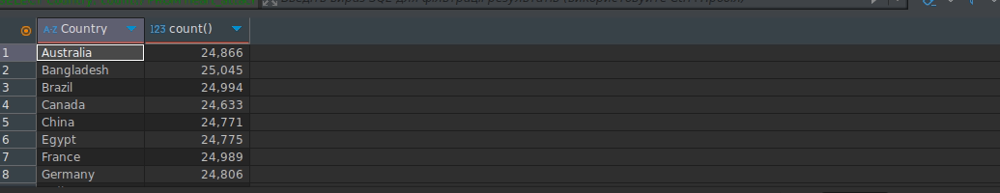 A-Z Country 123 count()
1 Australia 24,866
2 Bangladesh 25,045
3 Brazil 24,994
4 Canada 24,633
5 China 24,771
6 Egypt 24,775
7 France 24,989
8 Germany 24,806